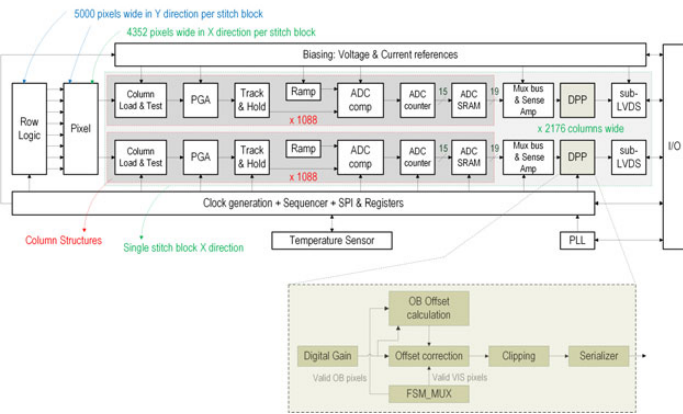 5000 pixels wide in Y direction per stitch block
4352 pixels wide in X direction per stitch block
Biasing: Voltage & Current references
Row
Logic
Pixel
Column
Load & Test
PGA
Track
& Hold
Ramp
ADC
comp
15
ADC
counter
ADC
SRAM
19
Mux bus
& Sense
Amp
DPP
sub-
LVDS
x 1088
x 2176 columns wide
I/O
Column
Load & Test
PGA
Track
& Hold
Ramp
ADC
comp
15
ADC
counter
ADC
SRAM
19
Mux bus
& Sense
Amp
DPP
sub-
LVDS
x 1088
Clock generation + Sequencer + SPI & Registers
Column Structures
Single stitch block X direction
Temperature Sensor
PLL
OB Offset
calculation
Digital Gain
Offset correction
Clipping
Serializer
Valid OB pixels
Valid VIS pixels
FSM_MUX